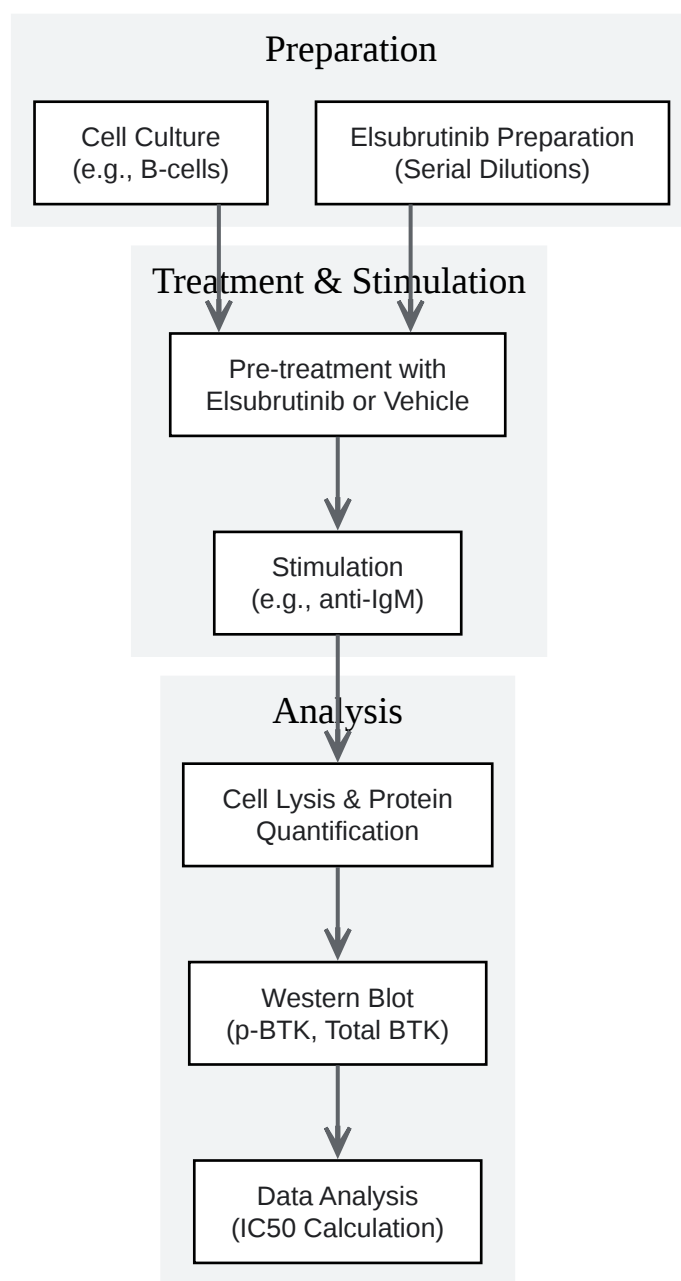 Preparation
Cell Culture
(e.g., B-cells)
Elsubrutinib Preparation
(Serial Dilutions)
Treatment & Stimulation
Pre-treatment with
Elsubrutinib or Vehicle
Stimulation
(e.g., anti-IgM)
Analysis
Cell Lysis & Protein
Quantification
Western Blot
(p-BTK, Total BTK)
Data Analysis
(IC50 Calculation)